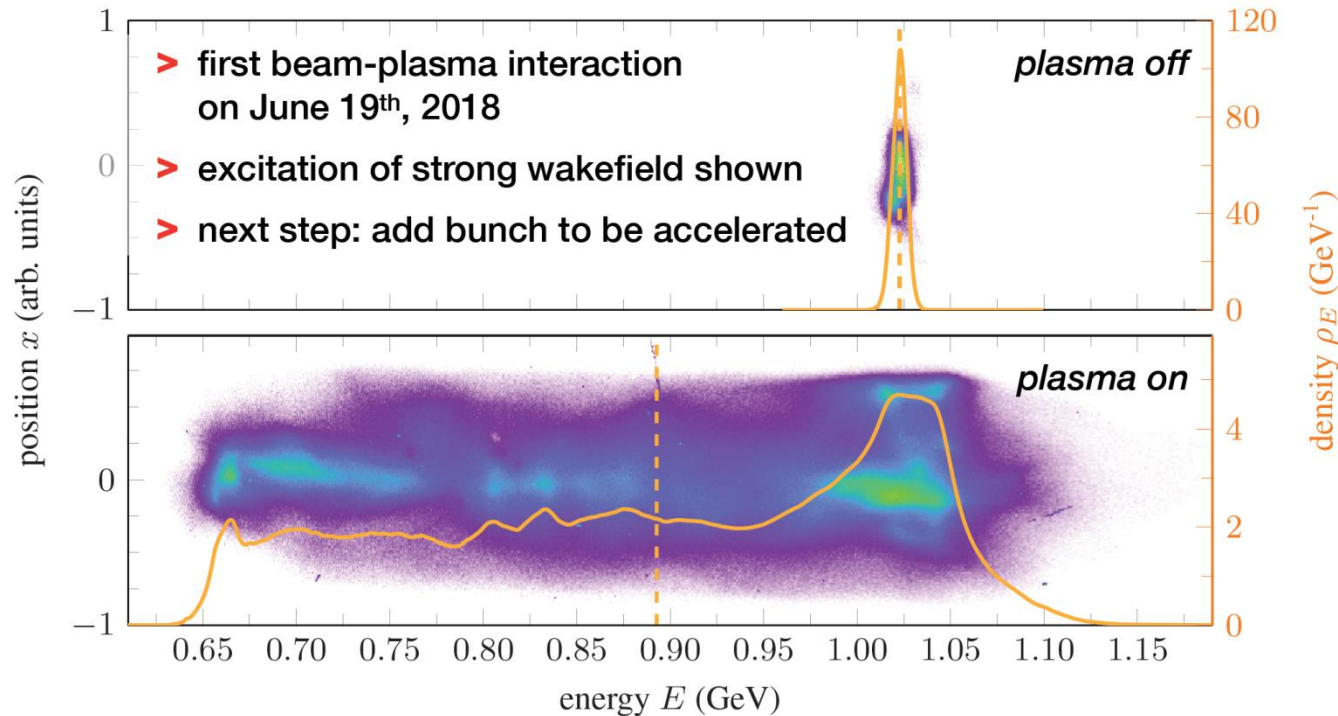 1
0
−1
position x (arb. units)
> first beam-plasma interaction
on June 19th, 2018
> excitation of strong wakefield shown
> next step: add bunch to be accelerated
plasma off
120
80
40
0
density ρE (GeV-1)
plasma on
0
−1
4
2
0
0.65 0.70 0.75 0.80 0.85 0.90 0.95 1.00 1.05 1.10 1.15
energy E (GeV)